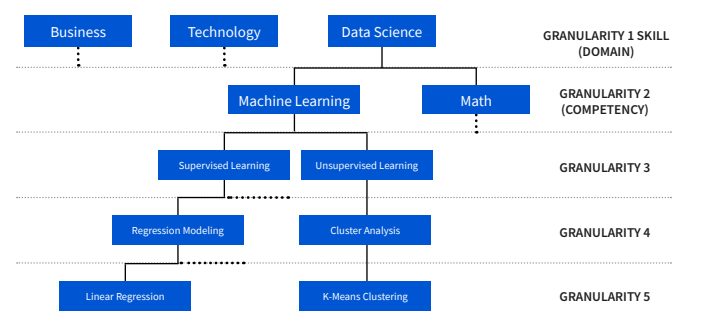 Business
Technology
Data Science
GRANULARITY 1 SKILL
(DOMAIN)
Machine Learning
Math
GRANULARITY 2
(COMPETENCY)
Supervised Learning
Unsupervised Learning
GRANULARITY 3
Regression Modeling
Cluster Analysis
GRANULARITY 4
Linear Regression
K-Means Clustering
GRANULARITY 5